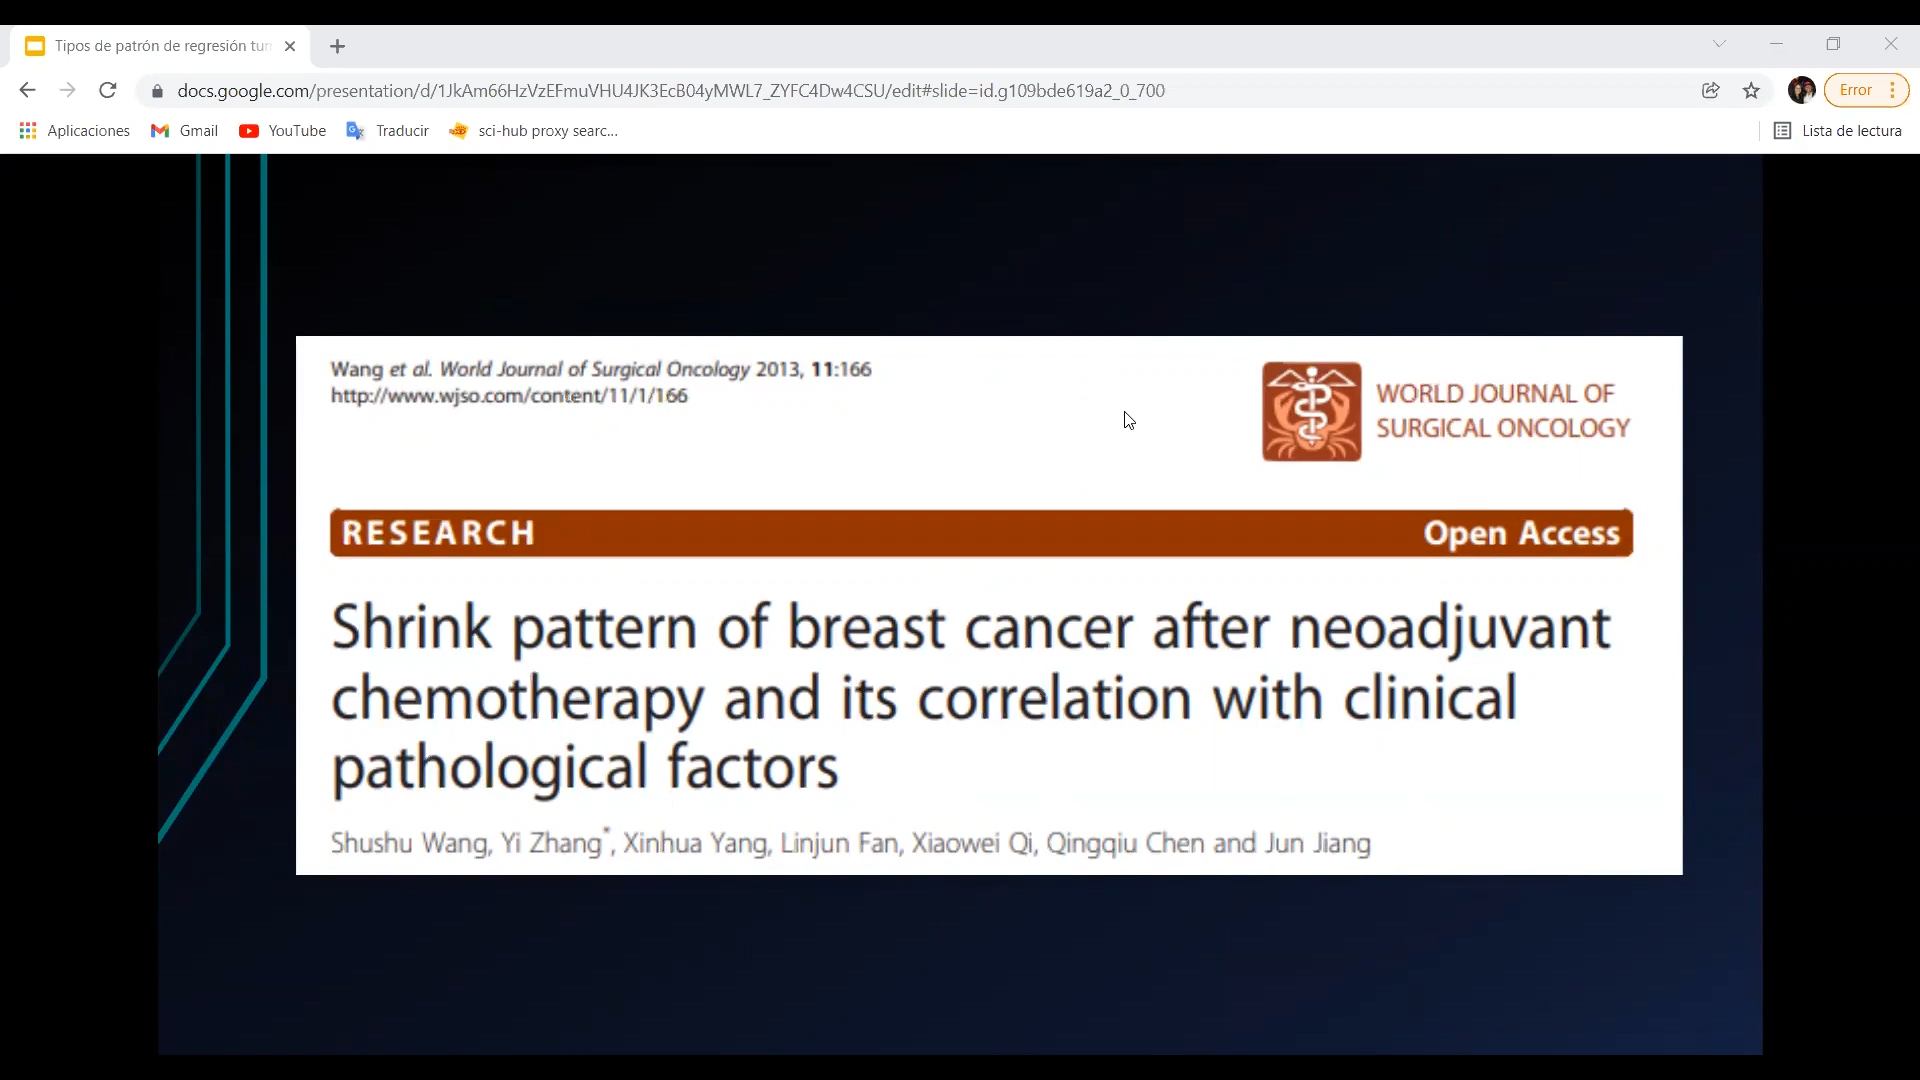 Tipos de patrón de regresión tum
docs.google.com/presentation/d/1JkAm66HzVzEFmuVHU4JK3EcB04yMWL7_ZYFC4Dw4CSU/edit#slide=id.g109bde619a2_0_700
Error
Aplicaciones
Gmail
YouTube
Traducir
sci-hub proxy searc...
Lista de lectura
Wang et al. World Journal of Surgical Oncology 2013, 11:166
http://www.wjso.com/content/11/1/166
WORLD JOURNAL OF
SURGICAL ONCOLOGY
RESEARCH
Open Access
Shrink pattern of breast cancer after neoadjuvant
chemotherapy and its correlation with clinical
pathological factors
Shushu Wang, Yi Zhang*, Xinhua Yang, Linjun Fan, Xiaowei Qi, Qingqiu Chen and Jun Jiang